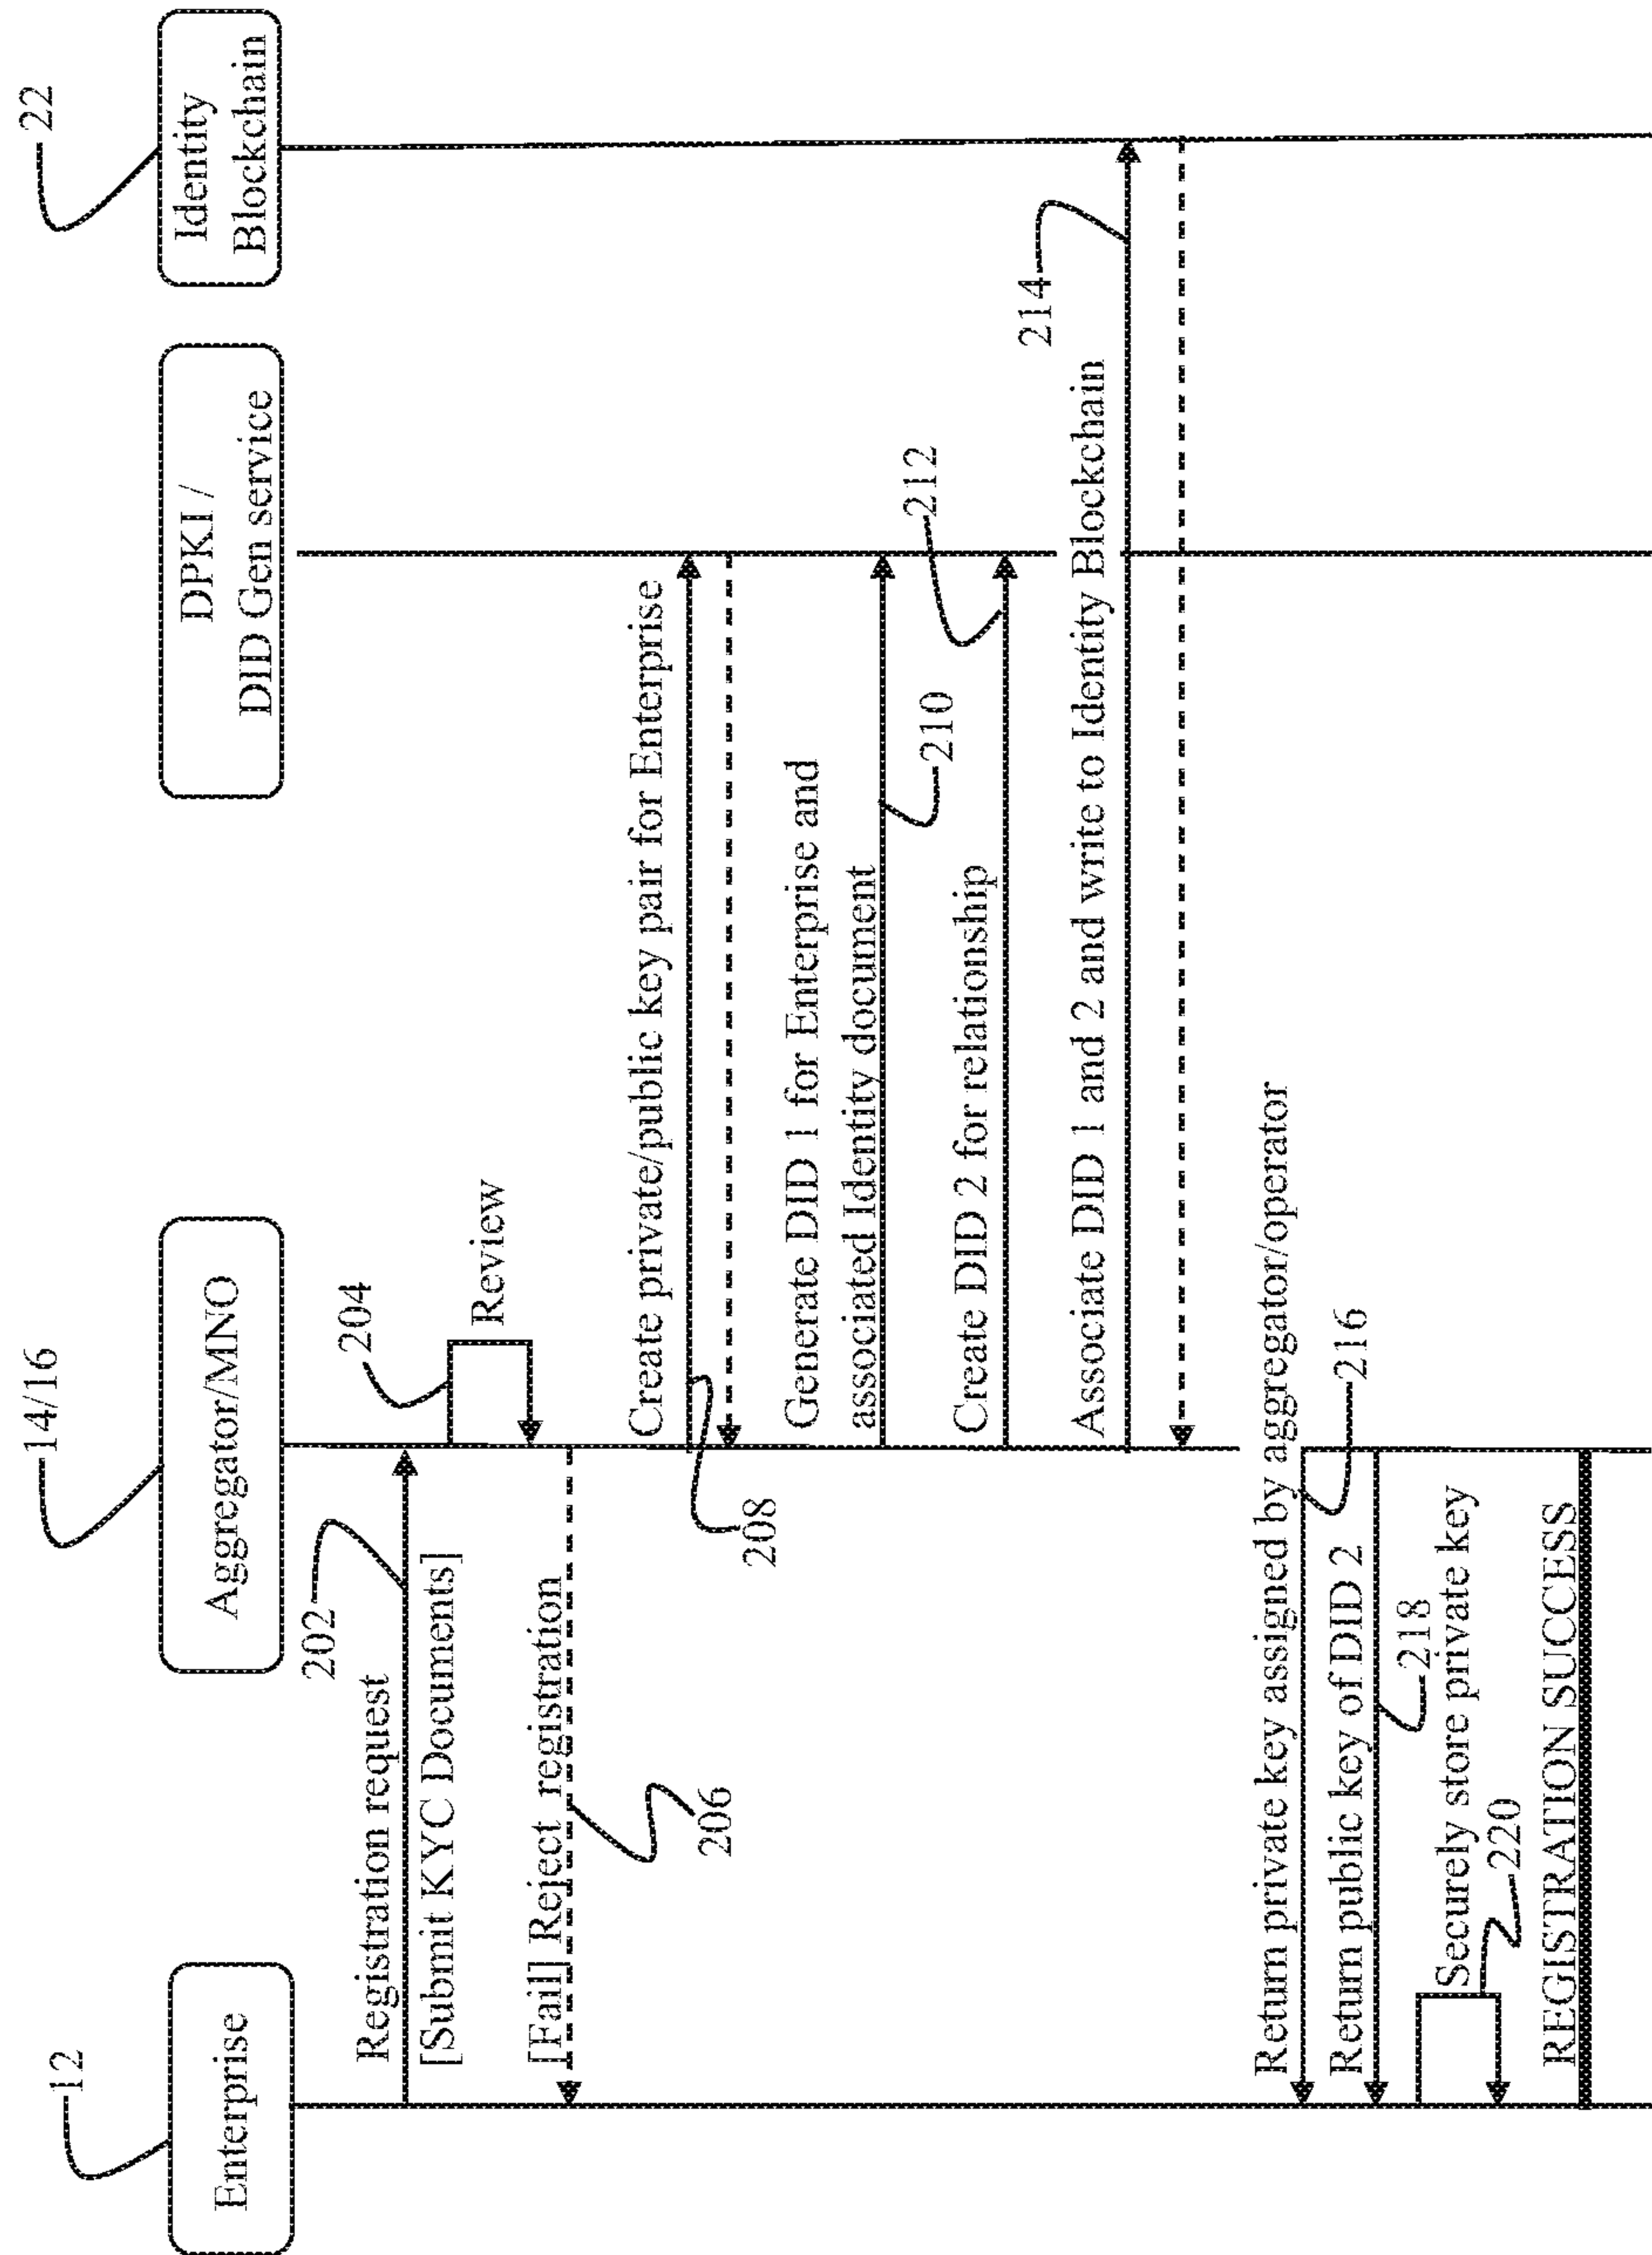 12
14/16
22
Enterprise
Aggregator/MNO
DPKI /
DID Gen service
Identity
Blockchain
Registration request
202
[Submit KYC Documents]
204
Review
[Fail] Reject registration
206
Create private/public key pair for Enterprise
208
Generate DID 1 for Enterprise and
associated Identity document
210
Create DID 2 for relationship
212
Associate DID 1 and 2 and write to Identity Blockchain
214
Return private key assigned by aggregator/operator
216
Return public key of DID 2
218
Securely store private key
220
REGISTRATION SUCCESS